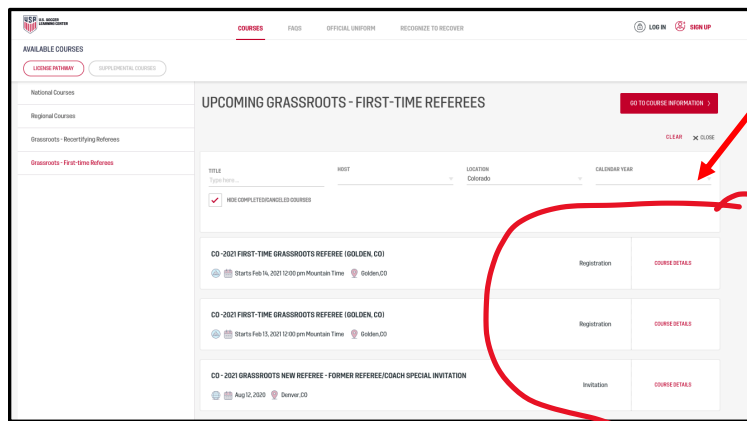 USA
U.S. SOCCER
LEARNING CENTER
COURSES FAQS OFFICIAL UNIFORM RECOGNIZE TO RECOVER LOG IN SIGN UP
AVAILABLE COURSES
LICENSE PATHWAY SUPPLEMENTAL COURSES
National Courses
Regional Courses
Grassroots - Recertifying Referees
Grassroots - First-time Referees
UPCOMING GRASSROOTS - FIRST-TIME REFEREES
GO TO COURSE INFORMATION >
CLEAR X CLOSE
TITLE HOST LOCATION CALENDAR YEAR
Type here... Colorado
HIDE COMPLETED/CANCELED COURSES
CO -2021 FIRST-TIME GRASSROOTS REFEREE (GOLDEN, CO)
Starts Feb 14, 2021 12:00 pm Mountain Time Golden,CO
Registration COURSE DETAILS
CO -2021 FIRST-TIME GRASSROOTS REFEREE (GOLDEN, CO)
Starts Feb 13, 2021 12:00 pm Mountain Time Golden,CO
Registration COURSE DETAILS
CO - 2021 GRASSROOTS NEW REFEREE - FORMER REFEREE/COACH SPECIAL INVITATION
Aug 12, 2020 Denver,CO
Invitation COURSE DETAILS